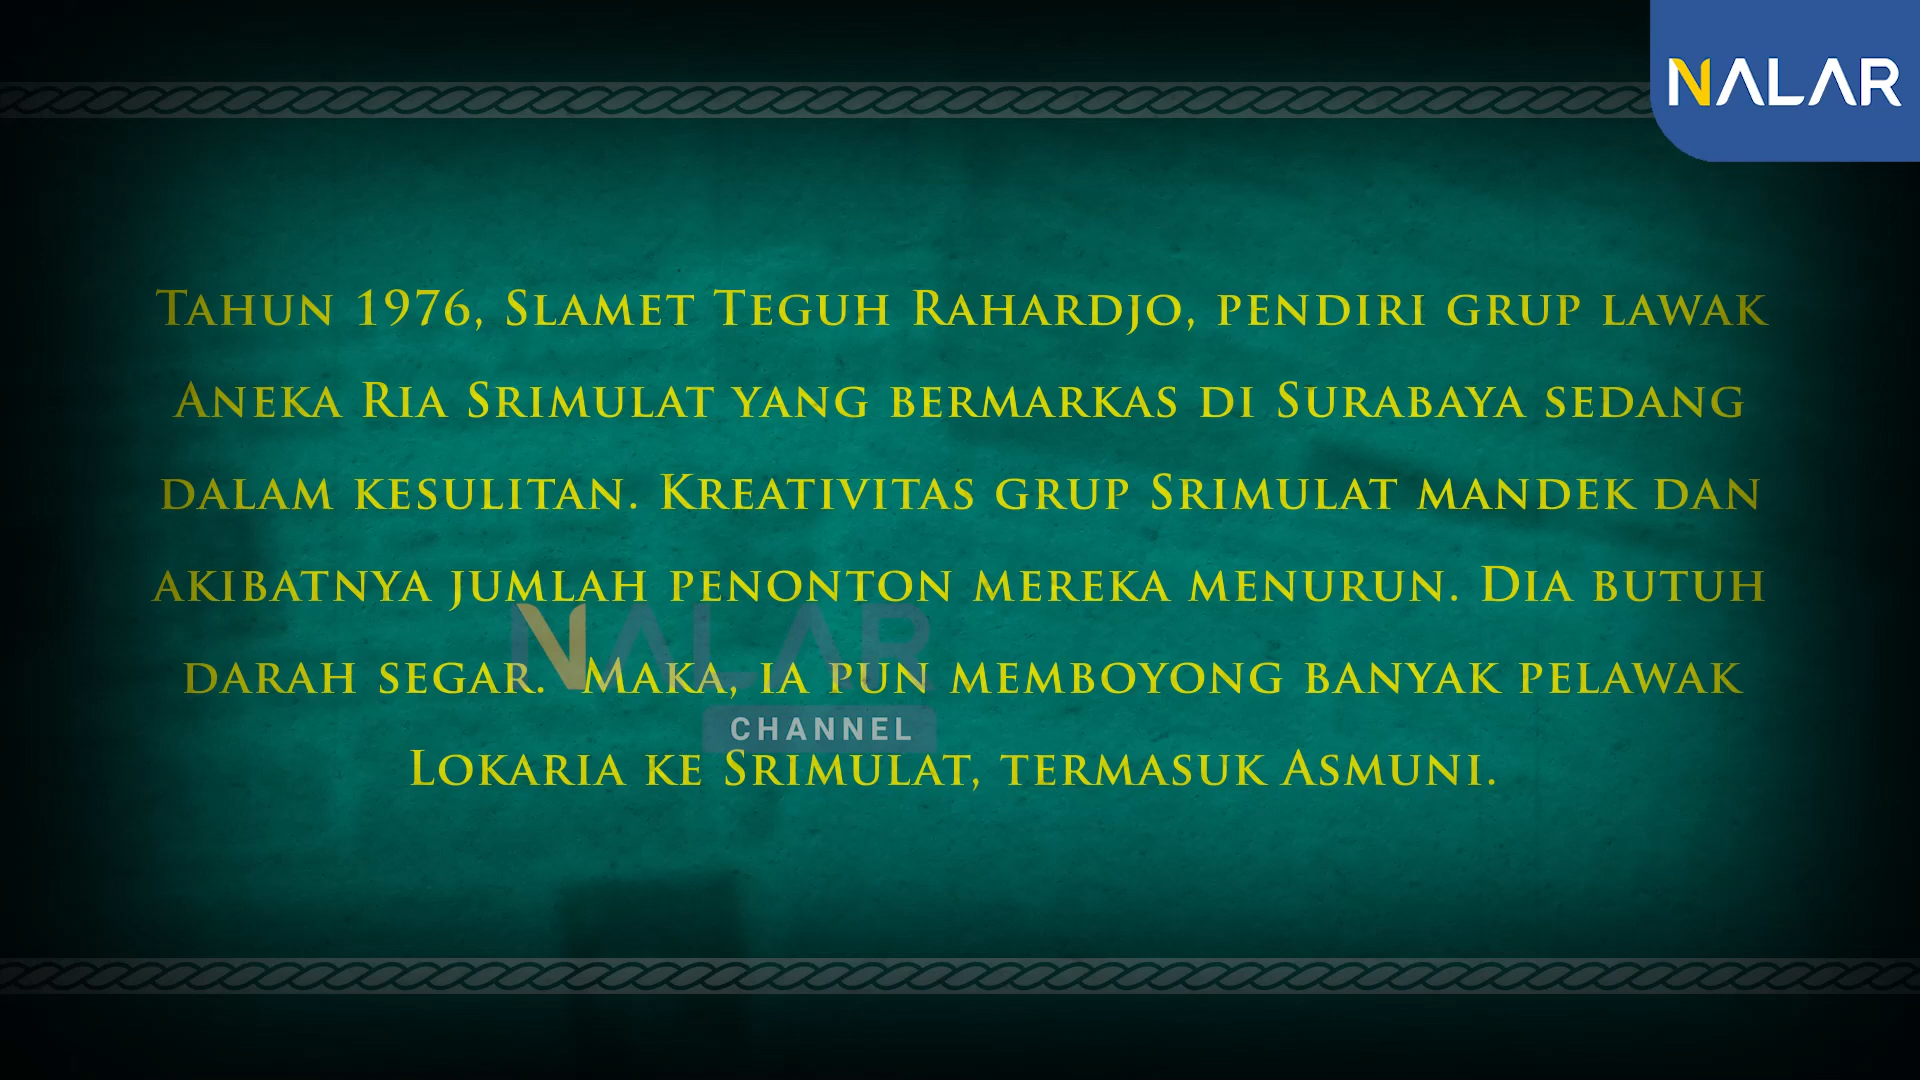 NALAR
Tahun 1976, Slamet Teguh Rahardjo, pendiri grup lawak
Aneka Ria Srimulat yang bermarkas di Surabaya sedang
dalam kesulitan. Kreativitas grup Srimulat mandek dan
akibatnya jumlah penonton mereka menurun. Dia butuh
darah segar. Maka, ia pun memboyong banyak pelawak
Lokaria ke Srimulat, termasuk Asmuni.
NALAR
CHANNEL